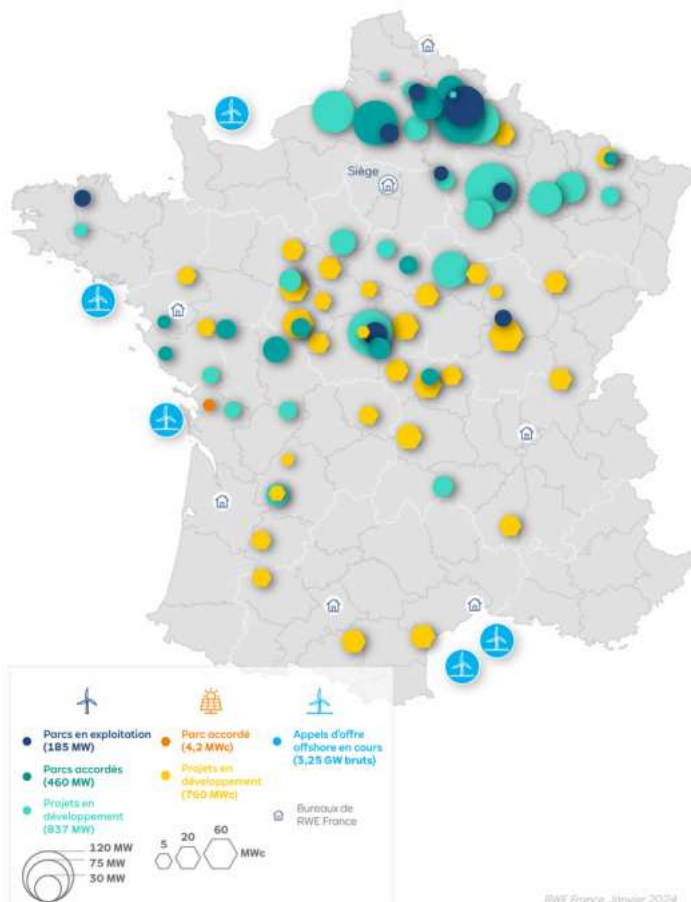 Siège
Parcs en exploitation
(185 MW)
Parcs accordés
(460 MW)
Projets en
développement
(837 MW)
120 MW
75 MW
30 MW
Parc accordé
(4,2 MWc)
Projets en
développement
(760 MWc)
5
20
60
MWc
Appels d'offre
offshore en cours
(3,25 GW bruts)
Bureaux de
RWE France
RWE France, Janvier 2024